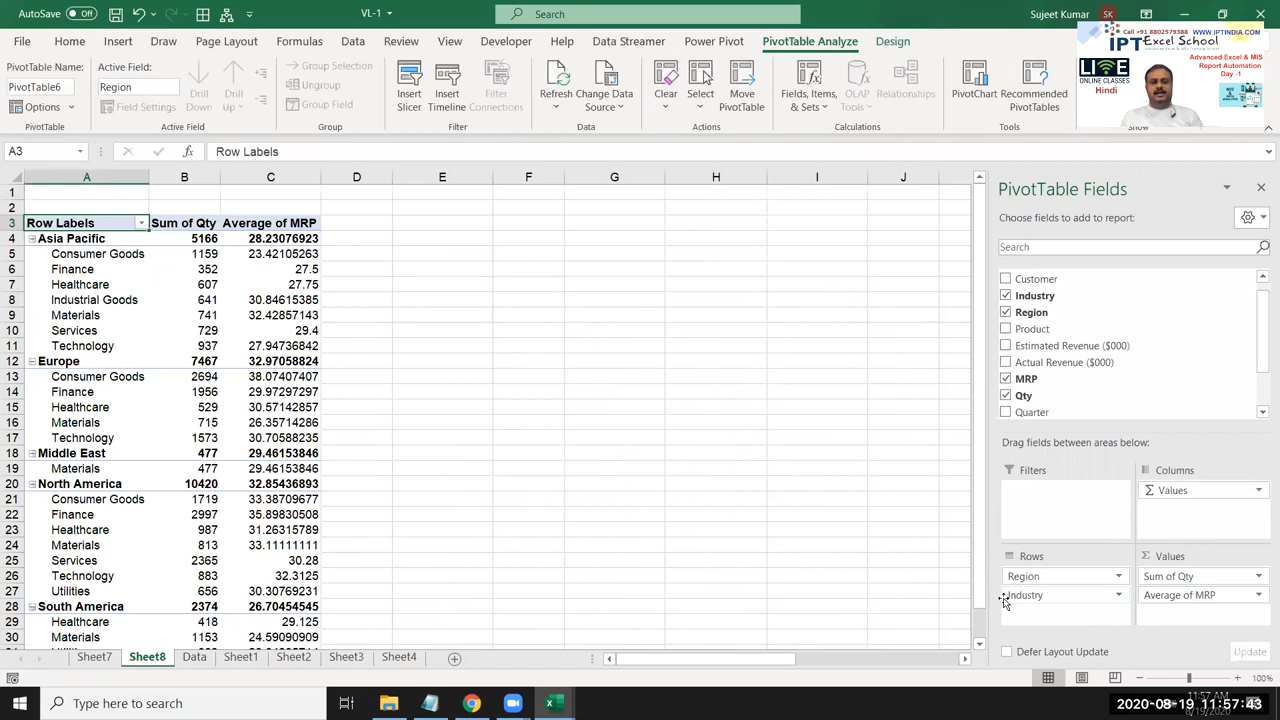 AutoSave Off VL-1 Search Sujeet Kumar SK
File Home Insert Draw Page Layout Formulas Data Review Developer Help Data Streamer Power Pivot PivotTable Analyze Design
Call +91 8802579388 WWW.IPTINDIA.COM
IPT Excel School
LIVE
ONLINE CLASSES
Hindi
Advanced Excel & MIS
Report Automation
Day -1
PivotTable Name:
PivotTable6
Options
PivotTable
Active Field:
Region
Field Settings
Drill
Down
Drill
Up
Active Field
Group Selection
Ungroup
Group Field
Group
Insert
Slicer
Insert
Timeline
Filter
Connections
Filter
Refresh
Change Data
Source
Data
Clear
Select
Move
PivotTable
Actions
Fields, Items,
& Sets
OLAP
Tools
Relationships
Calculations
PivotChart
Recommended
PivotTables
Tools
Show
A3 fx Row Labels
A B C D E F G H I J
1
2
3 Row Labels Sum of Qty Average of MRP
4 Asia Pacific 5166 28.23076923
5 Consumer Goods 1159 23.42105263
6 Finance 352 27.5
7 Healthcare 607 27.75
8 Industrial Goods 641 30.84615385
9 Materials 741 32.42857143
10 Services 729 29.4
11 Technology 937 27.94736842
12 Europe 7467 32.97058824
13 Consumer Goods 2694 38.07407407
14 Finance 1956 29.97297297
15 Healthcare 529 30.57142857
16 Materials 715 26.35714286
17 Technology 1573 30.70588235
18 Middle East 477 29.46153846
19 Materials 477 29.46153846
20 North America 10420 32.85436893
21 Consumer Goods 1719 33.38709677
22 Finance 2997 35.89830508
23 Healthcare 987 31.26315789
24 Materials 813 33.11111111
25 Services 2365 30.28
26 Technology 883 32.3125
27 Utilities 656 30.30769231
28 South America 2374 26.70454545
29 Healthcare 418 29.125
30 Materials 1153 24.59090909
PivotTable Fields
Choose fields to add to report:
Search
Customer
Industry
Region
Product
Estimated Revenue ($000)
Actual Revenue ($000)
MRP
Qty
Quarter
Drag fields between areas below:
Filters
Columns
Σ Values
Rows
Region
Industry
Σ Values
Sum of Qty
Average of MRP
Defer Layout Update Update
Sheet7 Sheet8 Data Sheet1 Sheet2 Sheet3 Sheet4
100%
Type here to search
11:57 AM
2020-08-19 11:57:43
8/19/2020